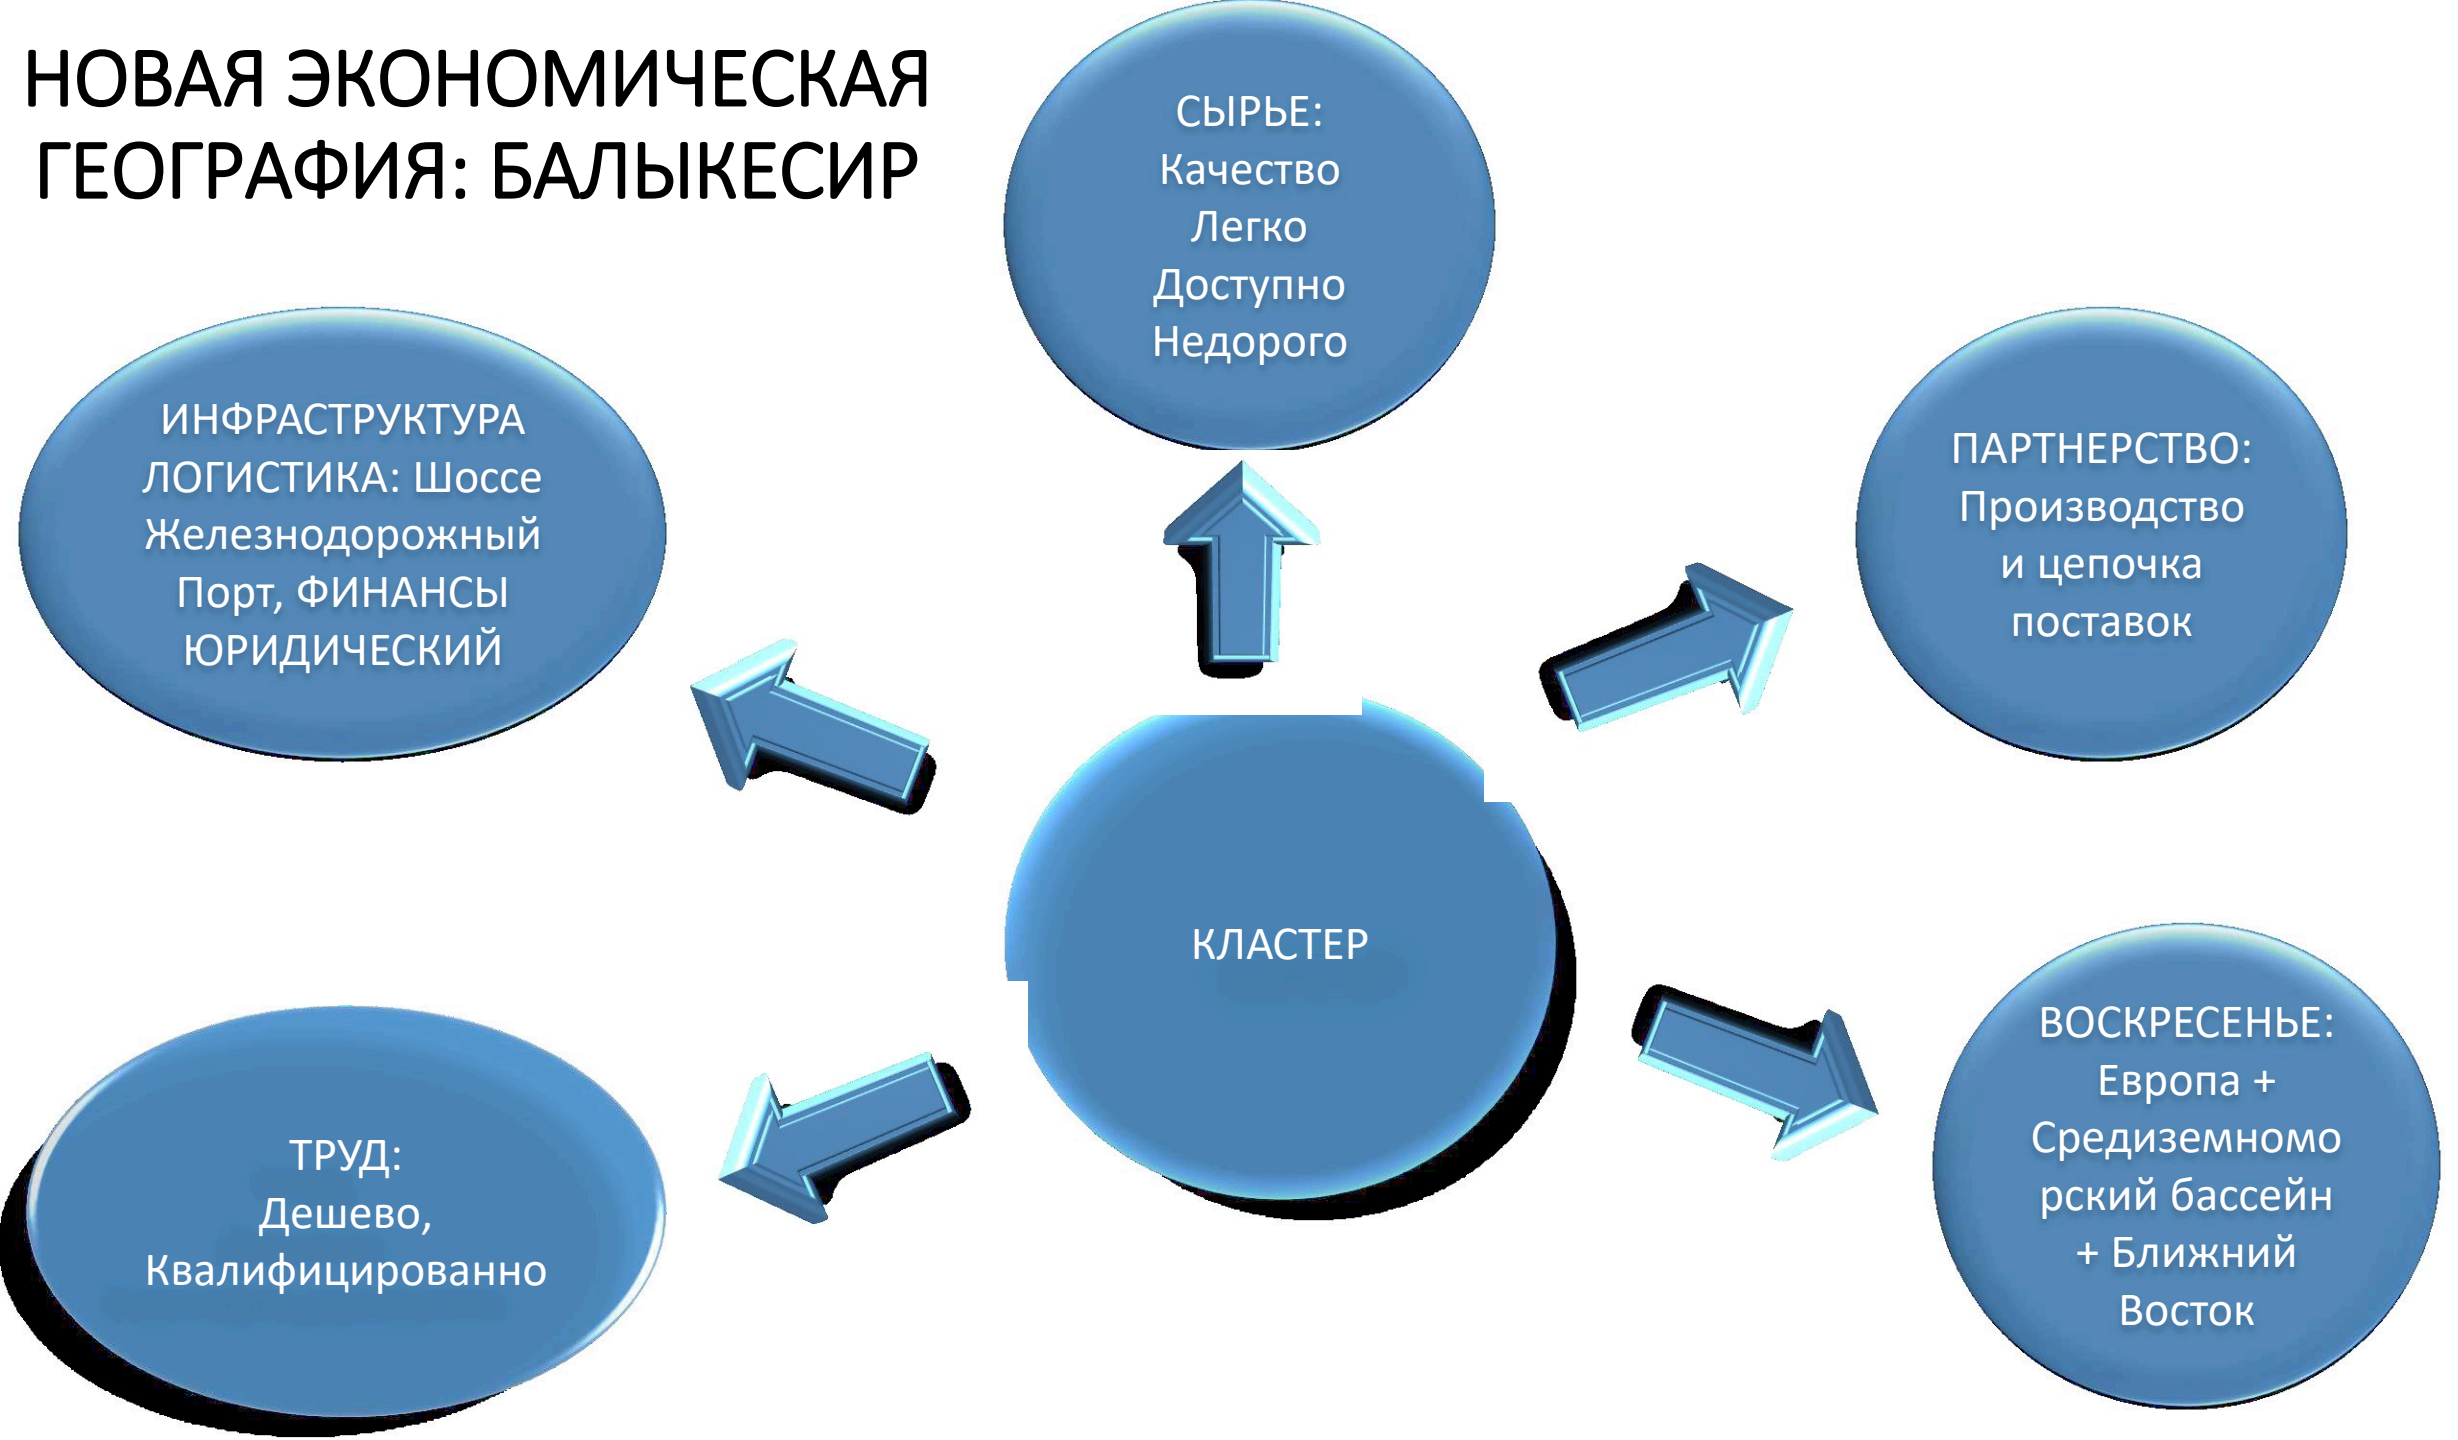 НОВАЯ ЭКОНОМИЧЕСКАЯ
ГЕОГРАФИЯ: БАЛЫКЕСИР
СЫРЬЕ:
Качество
Легко
Доступно
Недорого
ИНФРАСТРУКТУРА
ЛОГИСТИКА: Шоссе
Железнодорожный
Порт, ФИНАНСЫ
ЮРИДИЧЕСКИЙ
ПАРТНЕРСТВО:
Производство
и цепочка
поставок
КЛАСТЕР
ТРУД:
Дешево,
Квалифицированно
ВОСКРЕСЕНЬЕ:
Европа +
Средиземномо
рский бассейн
+ Ближний
Восток